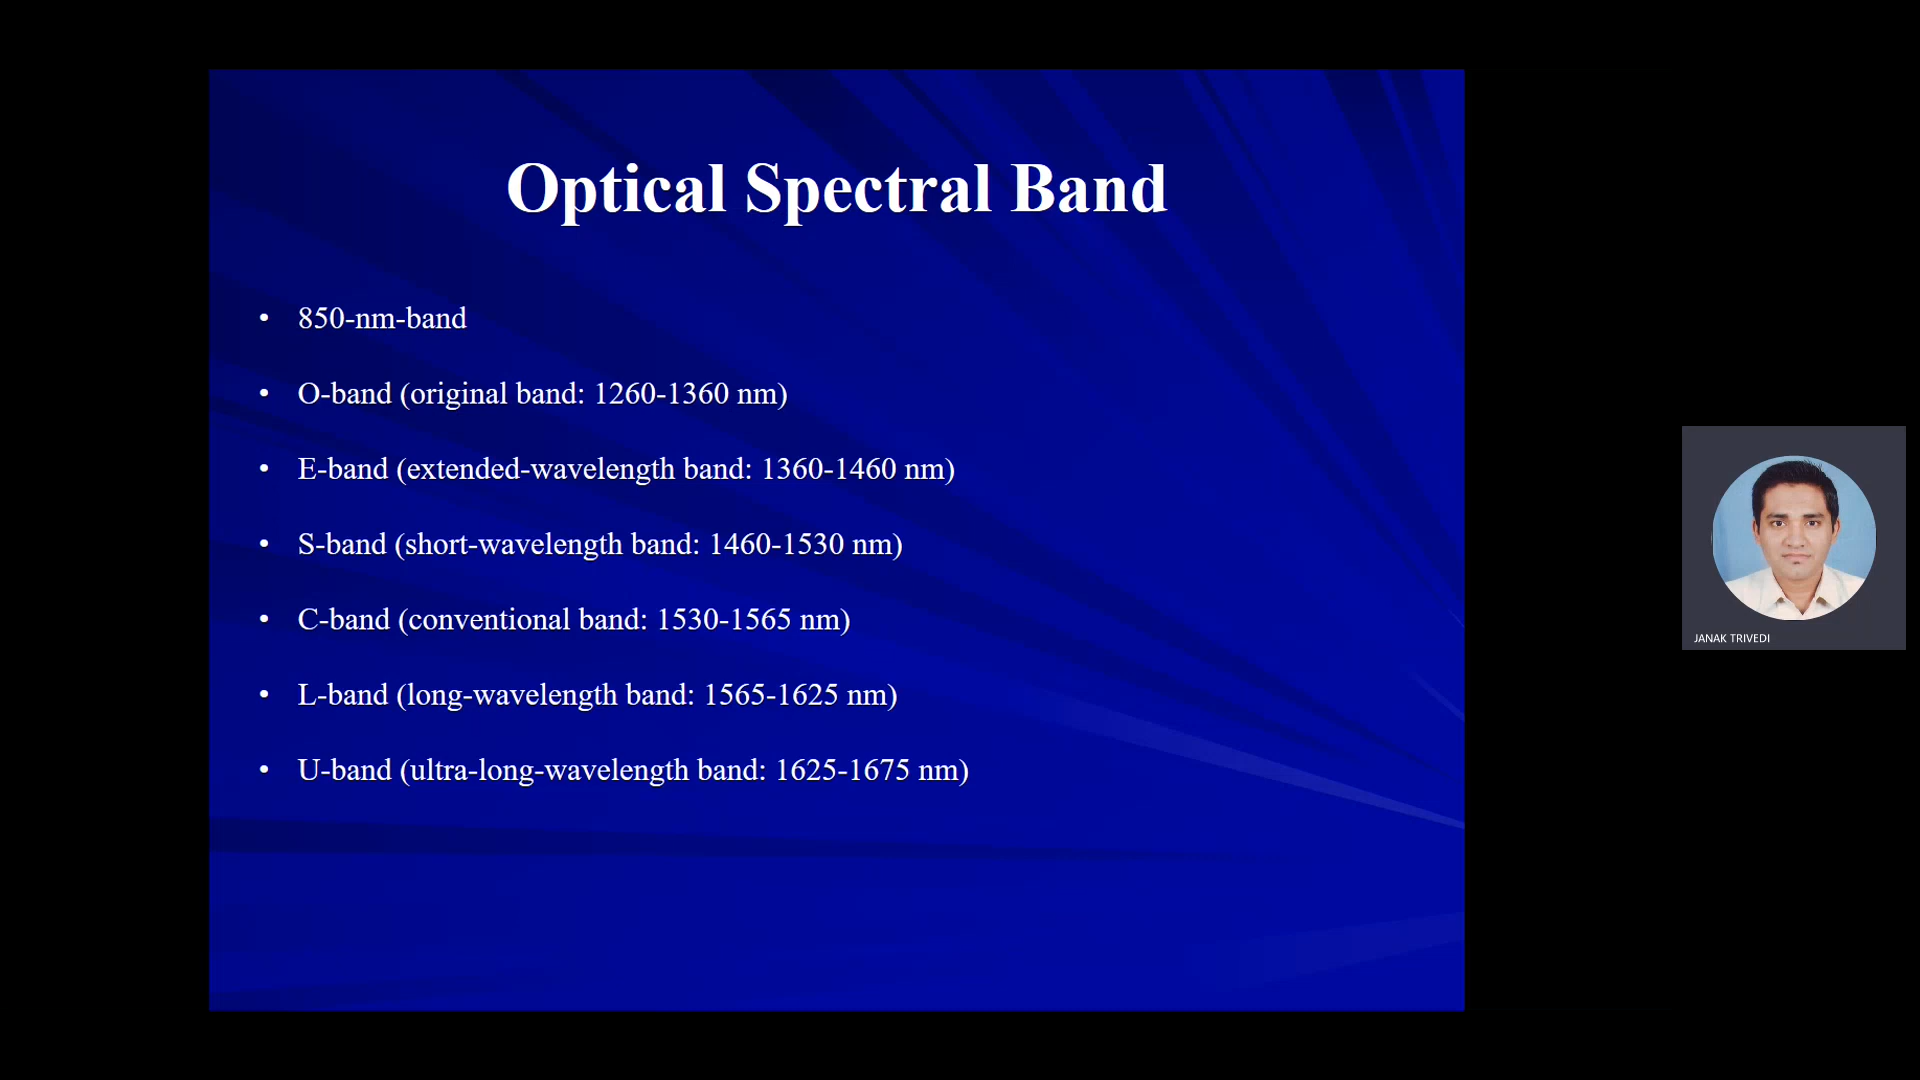 Optical Spectral Band
• 850-nm-band
• O-band (original band: 1260-1360 nm)
• E-band (extended-wavelength band: 1360-1460 nm)
• S-band (short-wavelength band: 1460-1530 nm)
• C-band (conventional band: 1530-1565 nm)
• L-band (long-wavelength band: 1565-1625 nm)
• U-band (ultra-long-wavelength band: 1625-1675 nm)
JANAK TRIVEDI